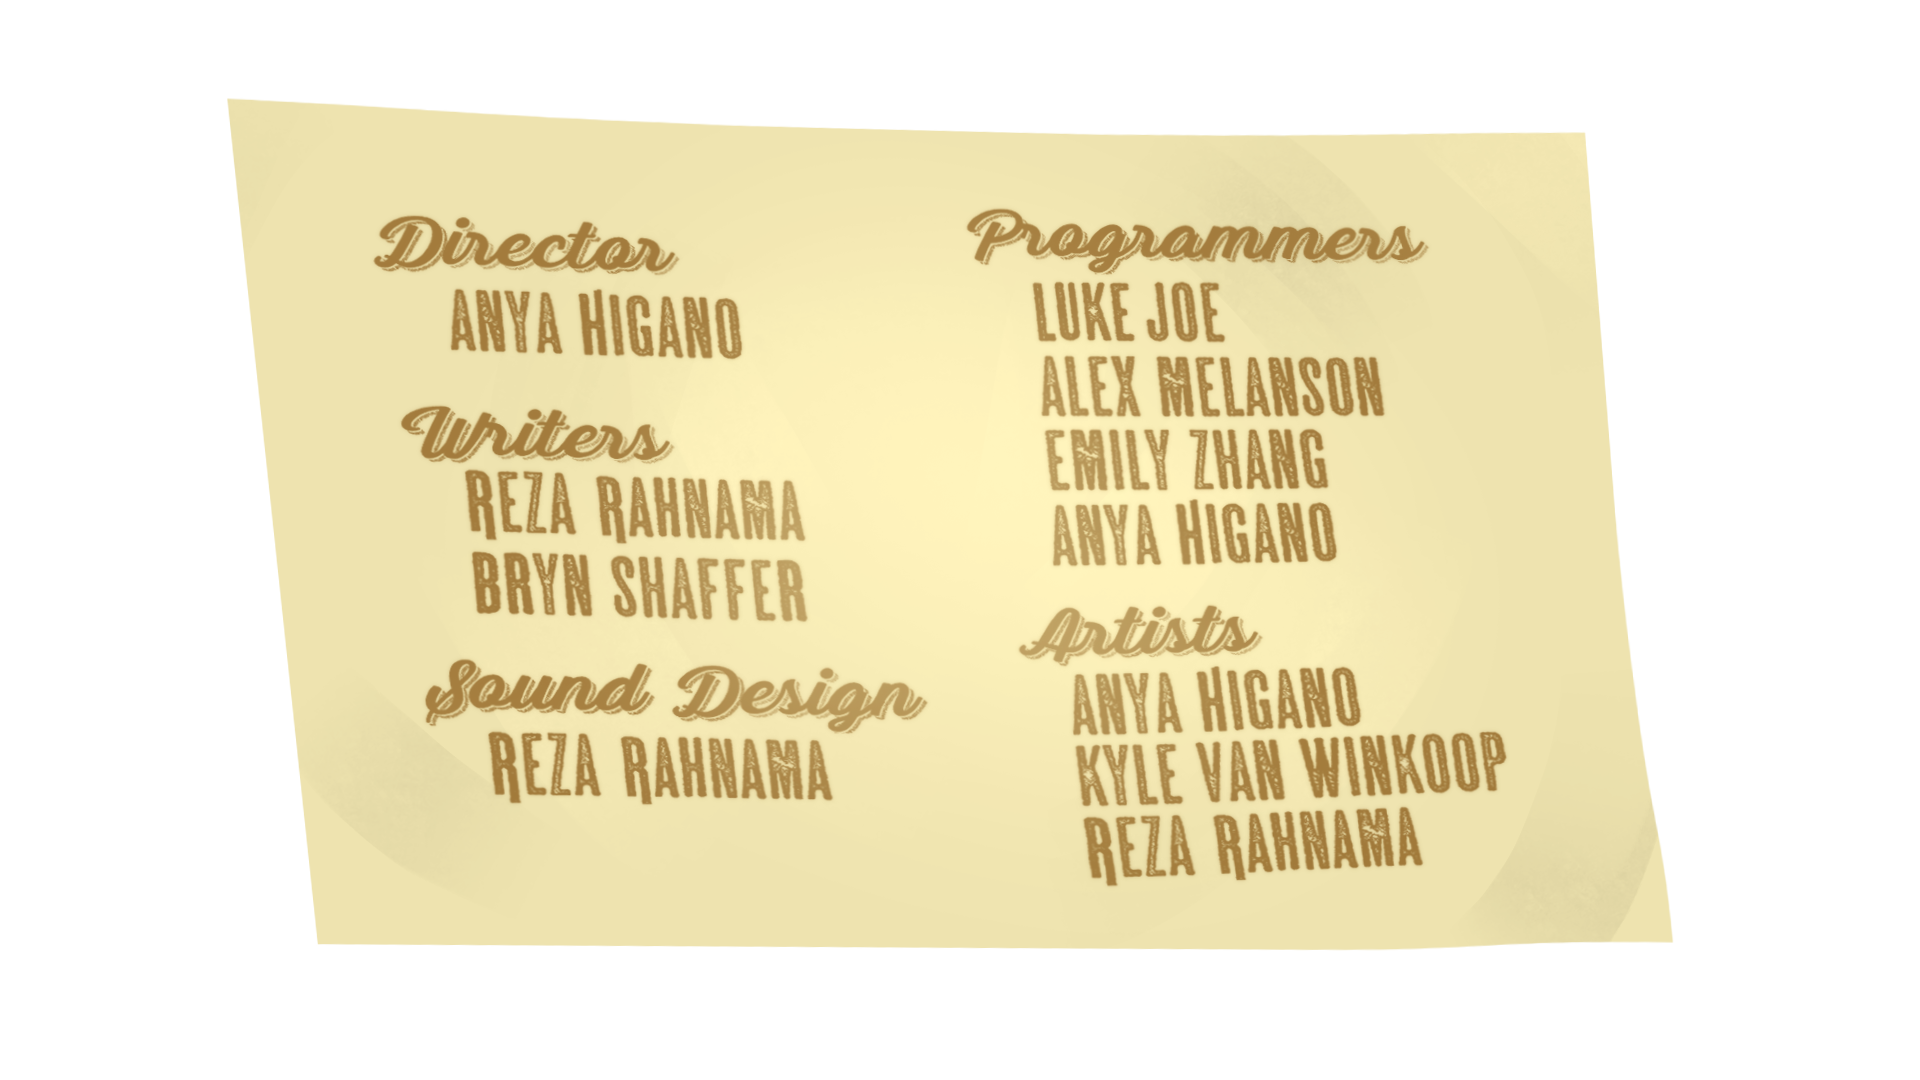 Director
ANYA HIGANO
Writers
REZA RAHNAMA
BRYN SHAFFER
Sound Design
REZA RAHNAMA
Programmers
LUKE JOE
ALEX MELANSON
EMILY ZHANG
ANYA HIGANO
Artists
ANYA HIGANO
KYLE VAN WINKOOP
REZA RAHNAMA